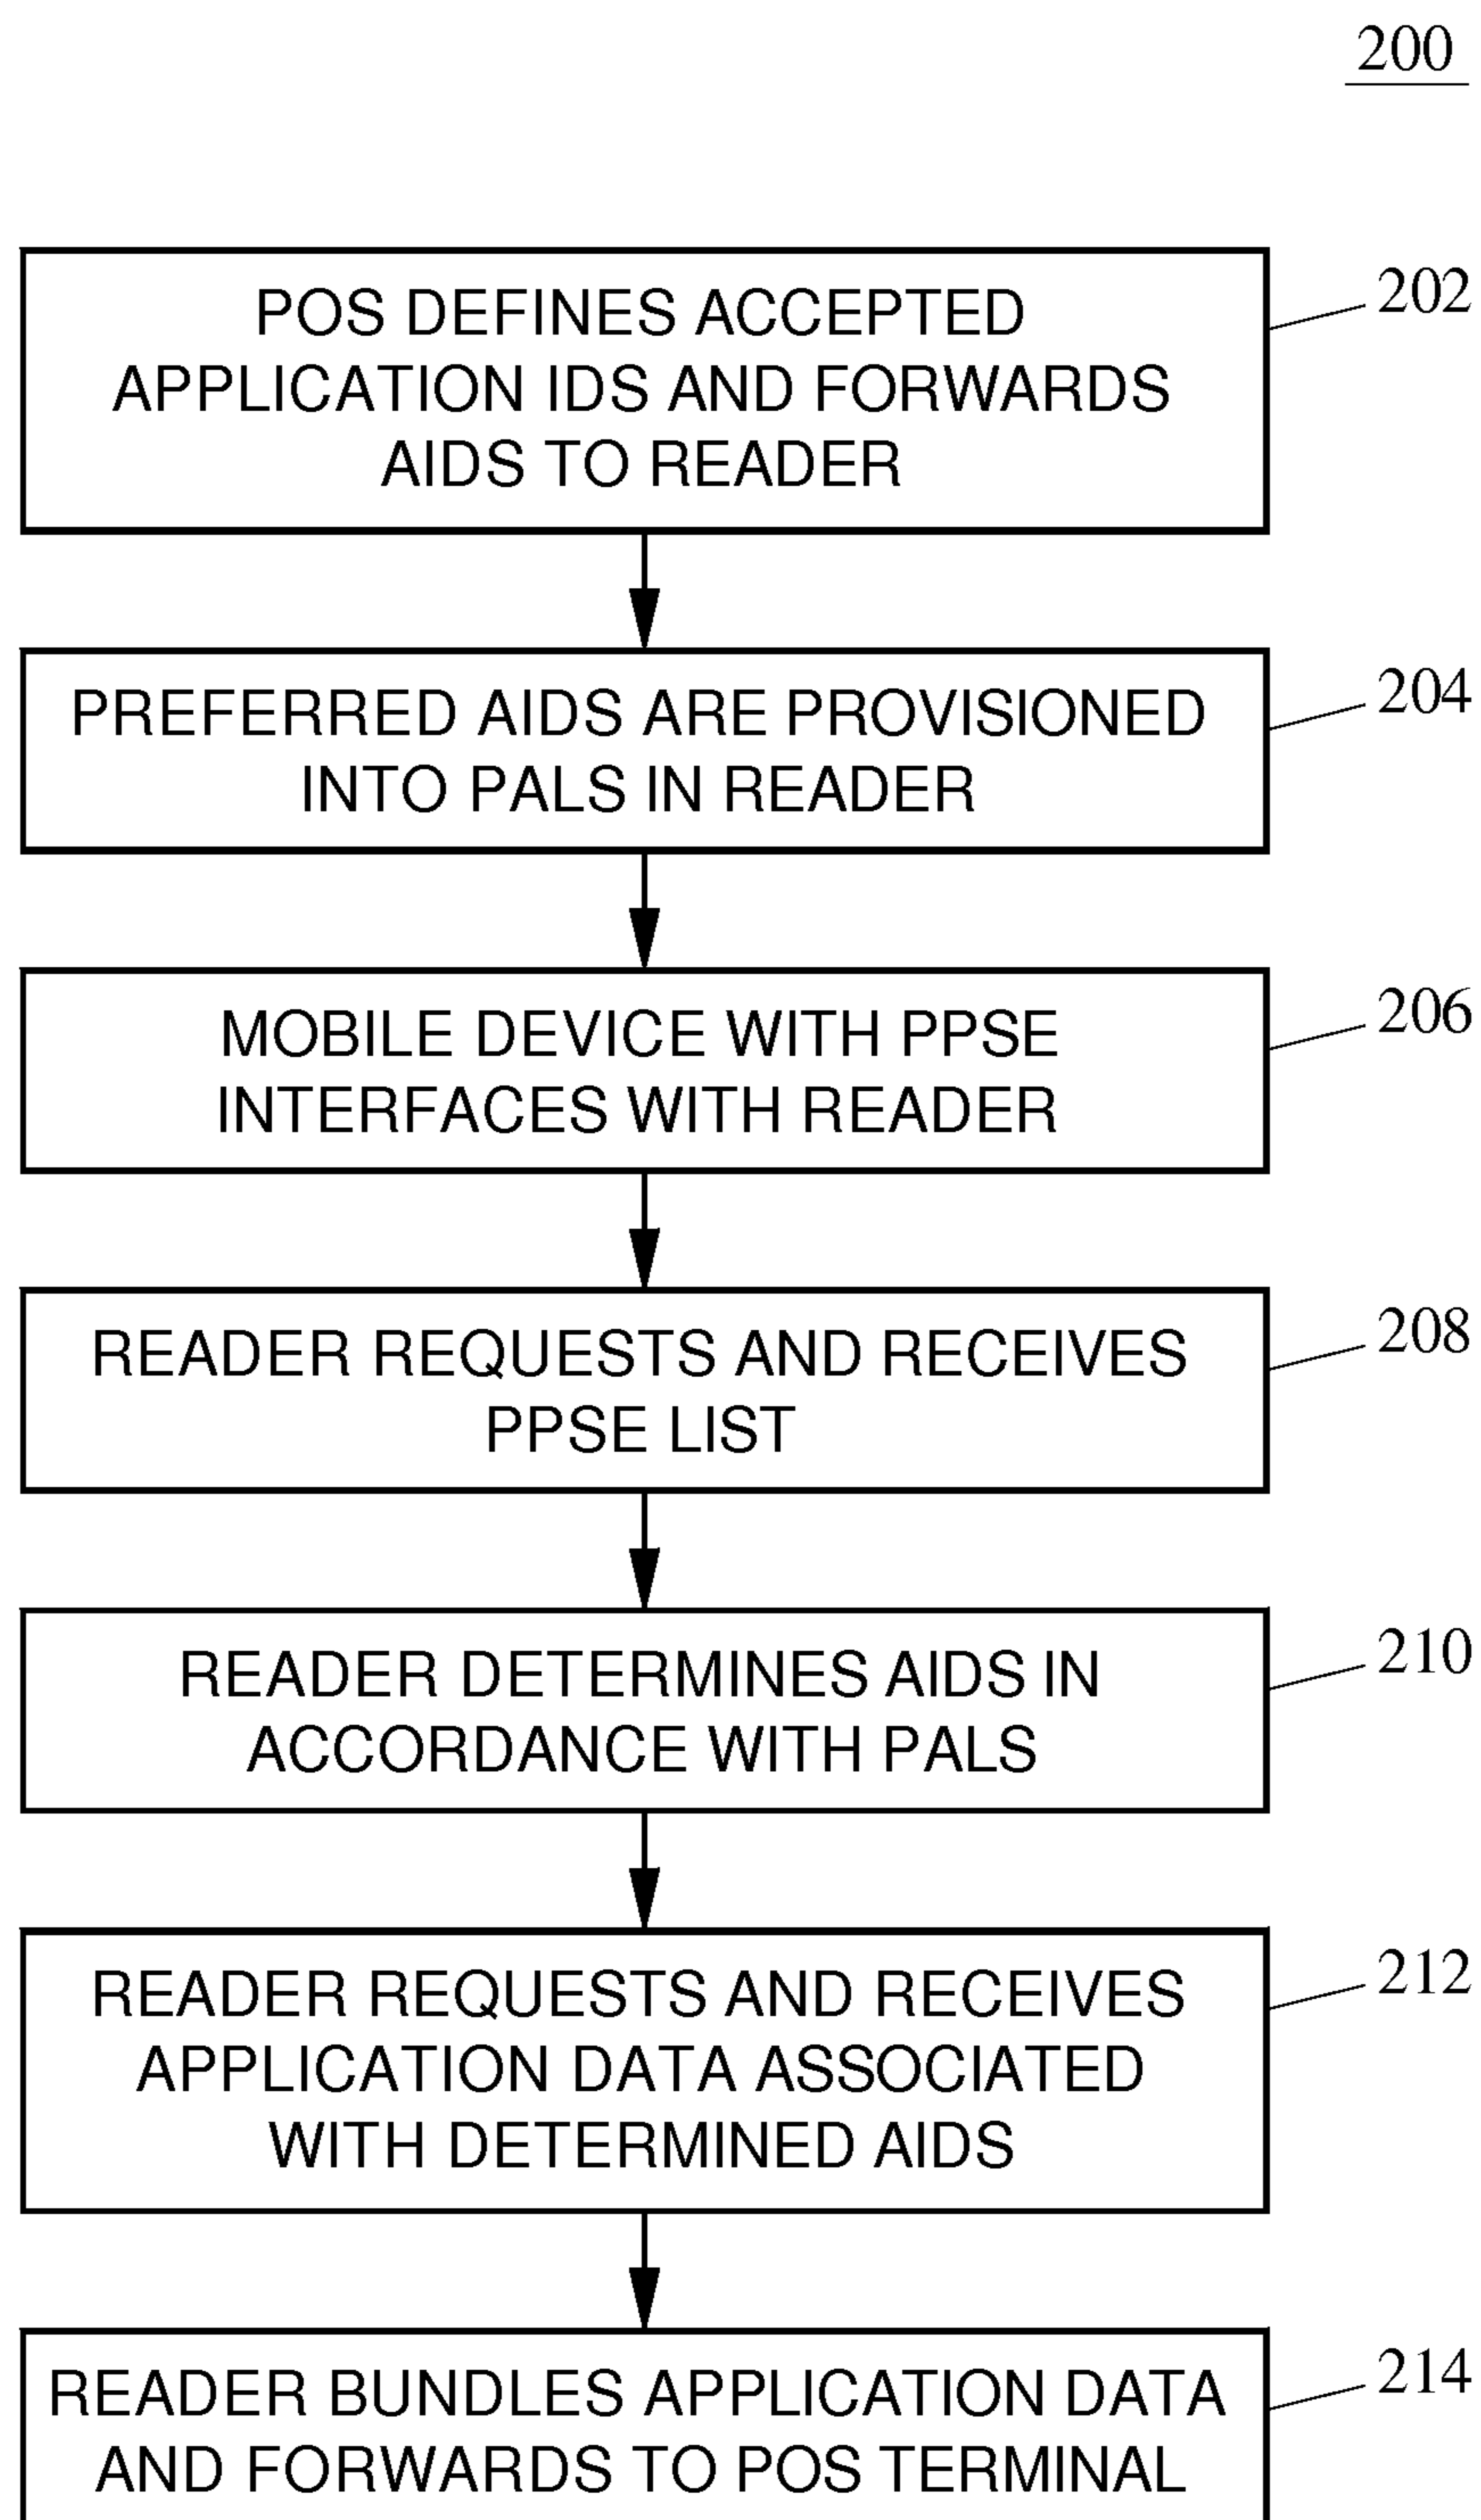 200
POS DEFINES ACCEPTED
APPLICATION IDS AND FORWARDS
AIDS TO READER
202
PREFERRED AIDS ARE PROVISIONED
INTO PALS IN READER
204
MOBILE DEVICE WITH PPSE
INTERFACES WITH READER
206
READER REQUESTS AND RECEIVES
PPSE LIST
208
READER DETERMINES AIDS IN
ACCORDANCE WITH PALS
210
READER REQUESTS AND RECEIVES
APPLICATION DATA ASSOCIATED
WITH DETERMINED AIDS
212
READER BUNDLES APPLICATION DATA
AND FORWARDS TO POS TERMINAL
214